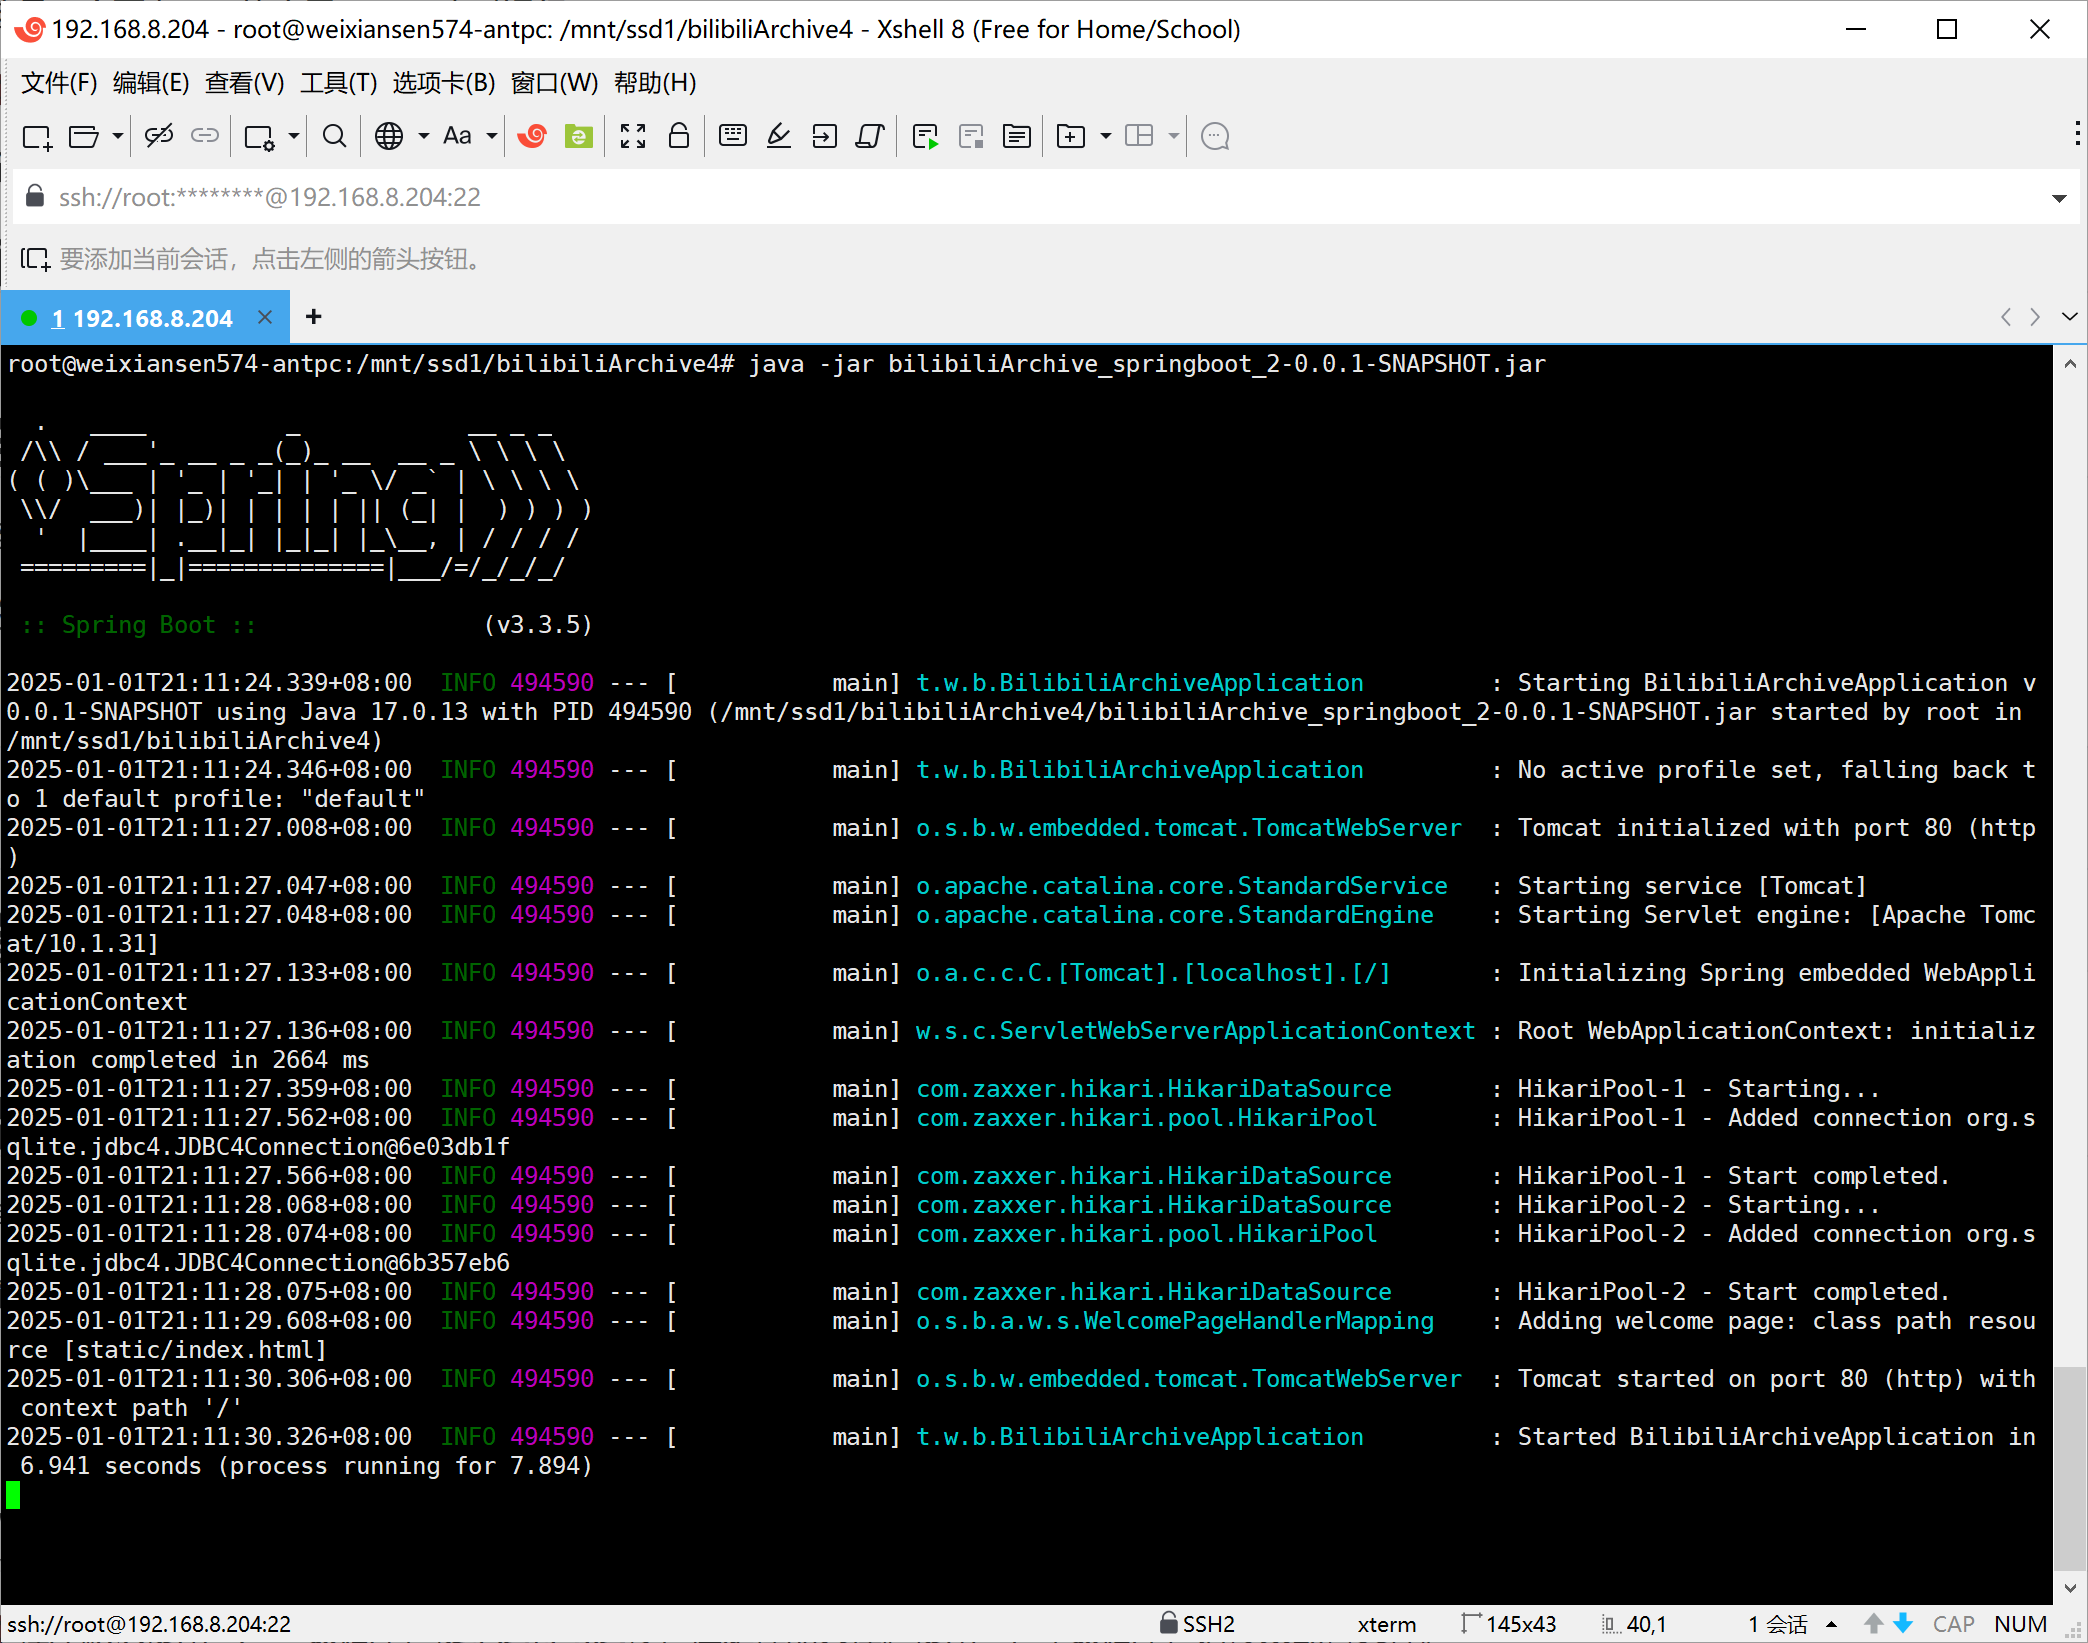 192.168.8.204 - root@weixiansen574-antpc: /mnt/ssd1/bilibiliArchive4 - Xshell 8 (Free for Home/School)
文件(F) 编辑(E) 查看(V) 工具(T) 选项卡(B) 窗口(W) 帮助(H)
Aa
ssh://root:********@192.168.8.204:22
要添加当前会话，点击左侧的箭头按钮。
1 192.168.8.204 × +
root@weixiansen574-antpc:/mnt/ssd1/bilibiliArchive4# java -jar bilibiliArchive_springboot_2-0.0.1-SNAPSHOT.jar
  .   ____          _            __ _ _
 /\\ / ___'_ __ _ _(_)_ __  __ _ \ \ \ \
( ( )\___ | '_ | '_| | '_ \/ _` | \ \ \ \
 \\/  ___)| |_)| | | | | || (_| |  ) ) ) )
  '  |____| .__|_| |_|_| |_\__, | / / / /
 =========|_|==============|___/=/_/_/_/
 :: Spring Boot ::                (v3.3.5)
2025-01-01T21:11:24.339+08:00  INFO 494590 --- [           main] t.w.b.BilibiliArchiveApplication         : Starting BilibiliArchiveApplication v
0.0.1-SNAPSHOT using Java 17.0.13 with PID 494590 (/mnt/ssd1/bilibiliArchive4/bilibiliArchive_springboot_2-0.0.1-SNAPSHOT.jar started by root in
/mnt/ssd1/bilibiliArchive4)
2025-01-01T21:11:24.346+08:00  INFO 494590 --- [           main] t.w.b.BilibiliArchiveApplication         : No active profile set, falling back t
o 1 default profile: "default"
2025-01-01T21:11:27.008+08:00  INFO 494590 --- [           main] o.s.b.w.embedded.tomcat.TomcatWebServer  : Tomcat initialized with port 80 (http
)
2025-01-01T21:11:27.047+08:00  INFO 494590 --- [           main] o.apache.catalina.core.StandardService   : Starting service [Tomcat]
2025-01-01T21:11:27.048+08:00  INFO 494590 --- [           main] o.apache.catalina.core.StandardEngine    : Starting Servlet engine: [Apache Tomc
at/10.1.31]
2025-01-01T21:11:27.133+08:00  INFO 494590 --- [           main] o.a.c.c.C.[Tomcat].[localhost].[/]       : Initializing Spring embedded WebAppli
cationContext
2025-01-01T21:11:27.136+08:00  INFO 494590 --- [           main] w.s.c.ServletWebServerApplicationContext : Root WebApplicationContext: initializ
ation completed in 2664 ms
2025-01-01T21:11:27.359+08:00  INFO 494590 --- [           main] com.zaxxer.hikari.HikariDataSource       : HikariPool-1 - Starting...
2025-01-01T21:11:27.562+08:00  INFO 494590 --- [           main] com.zaxxer.hikari.pool.HikariPool        : HikariPool-1 - Added connection org.s
qlite.jdbc4.JDBC4Connection@6e03db1f
2025-01-01T21:11:27.566+08:00  INFO 494590 --- [           main] com.zaxxer.hikari.HikariDataSource       : HikariPool-1 - Start completed.
2025-01-01T21:11:28.068+08:00  INFO 494590 --- [           main] com.zaxxer.hikari.HikariDataSource       : HikariPool-2 - Starting...
2025-01-01T21:11:28.074+08:00  INFO 494590 --- [           main] com.zaxxer.hikari.pool.HikariPool        : HikariPool-2 - Added connection org.s
qlite.jdbc4.JDBC4Connection@6b357eb6
2025-01-01T21:11:28.075+08:00  INFO 494590 --- [           main] com.zaxxer.hikari.HikariDataSource       : HikariPool-2 - Start completed.
2025-01-01T21:11:29.608+08:00  INFO 494590 --- [           main] o.s.b.a.w.s.WelcomePageHandlerMapping    : Adding welcome page: class path resou
rce [static/index.html]
2025-01-01T21:11:30.306+08:00  INFO 494590 --- [           main] o.s.b.w.embedded.tomcat.TomcatWebServer  : Tomcat started on port 80 (http) with
 context path '/'
2025-01-01T21:11:30.326+08:00  INFO 494590 --- [           main] t.w.b.BilibiliArchiveApplication         : Started BilibiliArchiveApplication in
 6.941 seconds (process running for 7.894)
ssh://root@192.168.8.204:22 SSH2 xterm 145x43 40,1 1 会话 CAP NUM